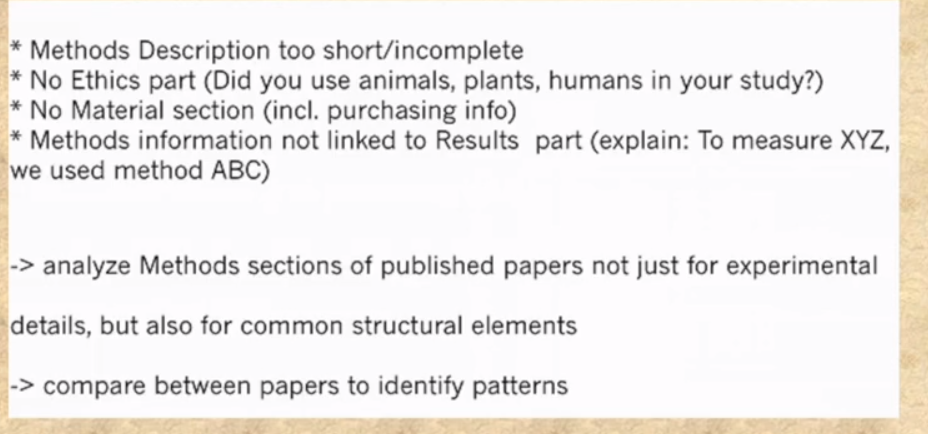 * Methods Description too short/incomplete
* No Ethics part (Did you use animals, plants, humans in your study?)
* No Material section (incl. purchasing info)
* Methods information not linked to Results part (explain: To measure XYZ,
we used method ABC)
-> analyze Methods sections of published papers not just for experimental
details, but also for common structural elements
-> compare between papers to identify patterns